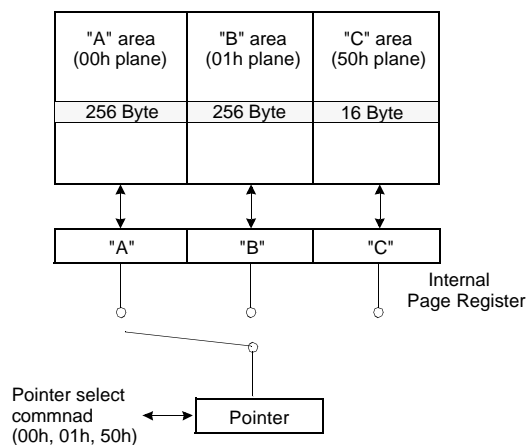 "A" area "B" area "C" area
(00h plane) (01h plane) (50h plane)
256 Byte 256 Byte 16 Byte
"A" "B" "C"
Internal
Page Register
Pointer select
commnad
(00h, 01h, 50h)
Pointer